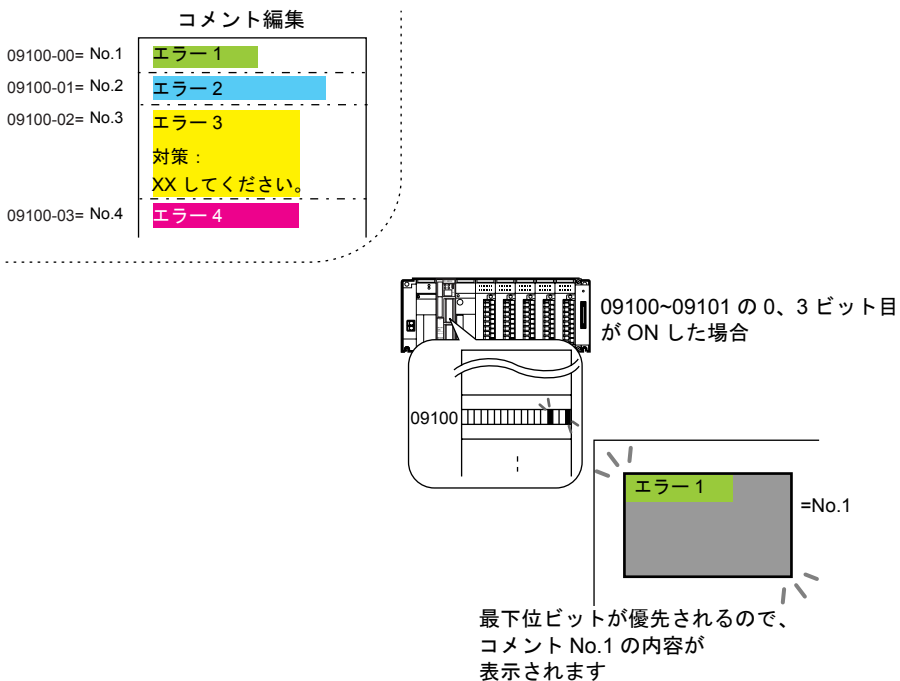 コメント編集
09100-00= No.1
エラー 1
09100-01= No.2
エラー 2
09100-02= No.3
エラー 3
対策：
XX してください。
09100-03= No.4
エラー 4
09100~09101 の 0、3 ビット目
が ON した場合
09100
エラー 1
=No.1
最下位ビットが優先されるので、
コメント No.1 の内容が
表示されます